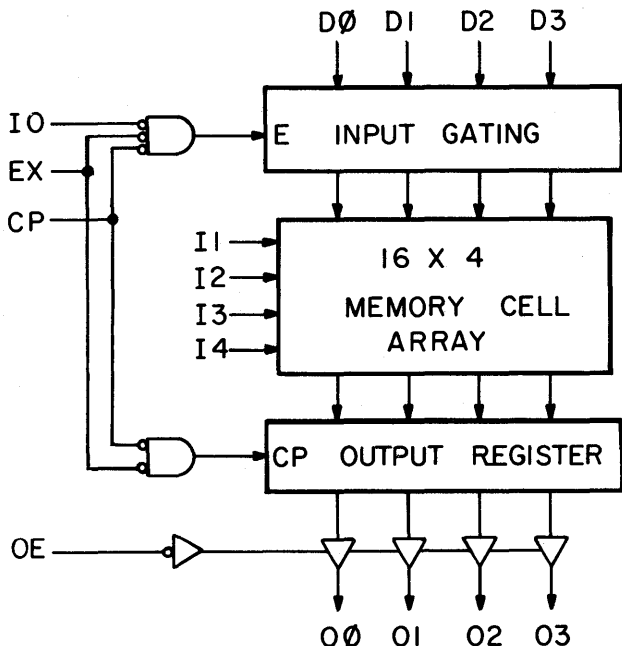 DØ D1 D2 D3
IO
EX
CP
E INPUT GATING
I1
I2
I3
I4
16 X 4
MEMORY CELL
ARRAY
CP OUTPUT REGISTER
OE
OØ O1 O2 O3